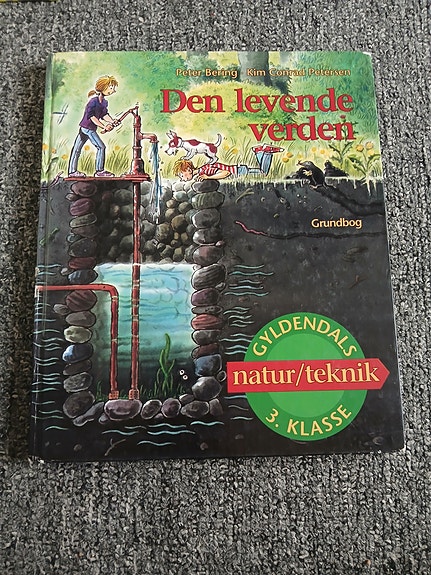 Peter Bering Kim Conrad Petersen
Den levende
verden
Grundbog
GYLDENDALS
natur/teknik
3. KLASSE